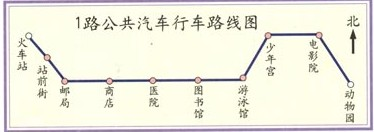 1路公共汽车行车路线图
北
火车站
站前街
邮局
商店
医院
图书馆
游泳馆
少年宫
电影院
动物园